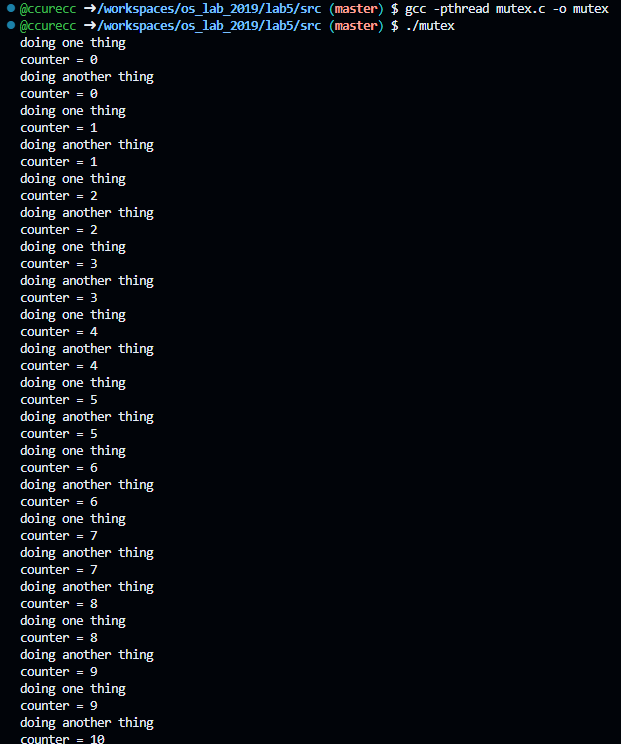 @ccurecc ➜/workspaces/os_lab_2019/lab5/src (master) $ gcc -pthread mutex.c -o mutex
@ccurecc ➜/workspaces/os_lab_2019/lab5/src (master) $ ./mutex
doing one thing
counter = 0
doing another thing
counter = 0
doing one thing
counter = 1
doing another thing
counter = 1
doing one thing
counter = 2
doing another thing
counter = 2
doing one thing
counter = 3
doing another thing
counter = 3
doing one thing
counter = 4
doing another thing
counter = 4
doing one thing
counter = 5
doing another thing
counter = 5
doing one thing
counter = 6
doing another thing
counter = 6
doing one thing
counter = 7
doing another thing
counter = 7
doing another thing
counter = 8
doing one thing
counter = 8
doing another thing
counter = 9
doing one thing
counter = 9
doing another thing
counter = 10